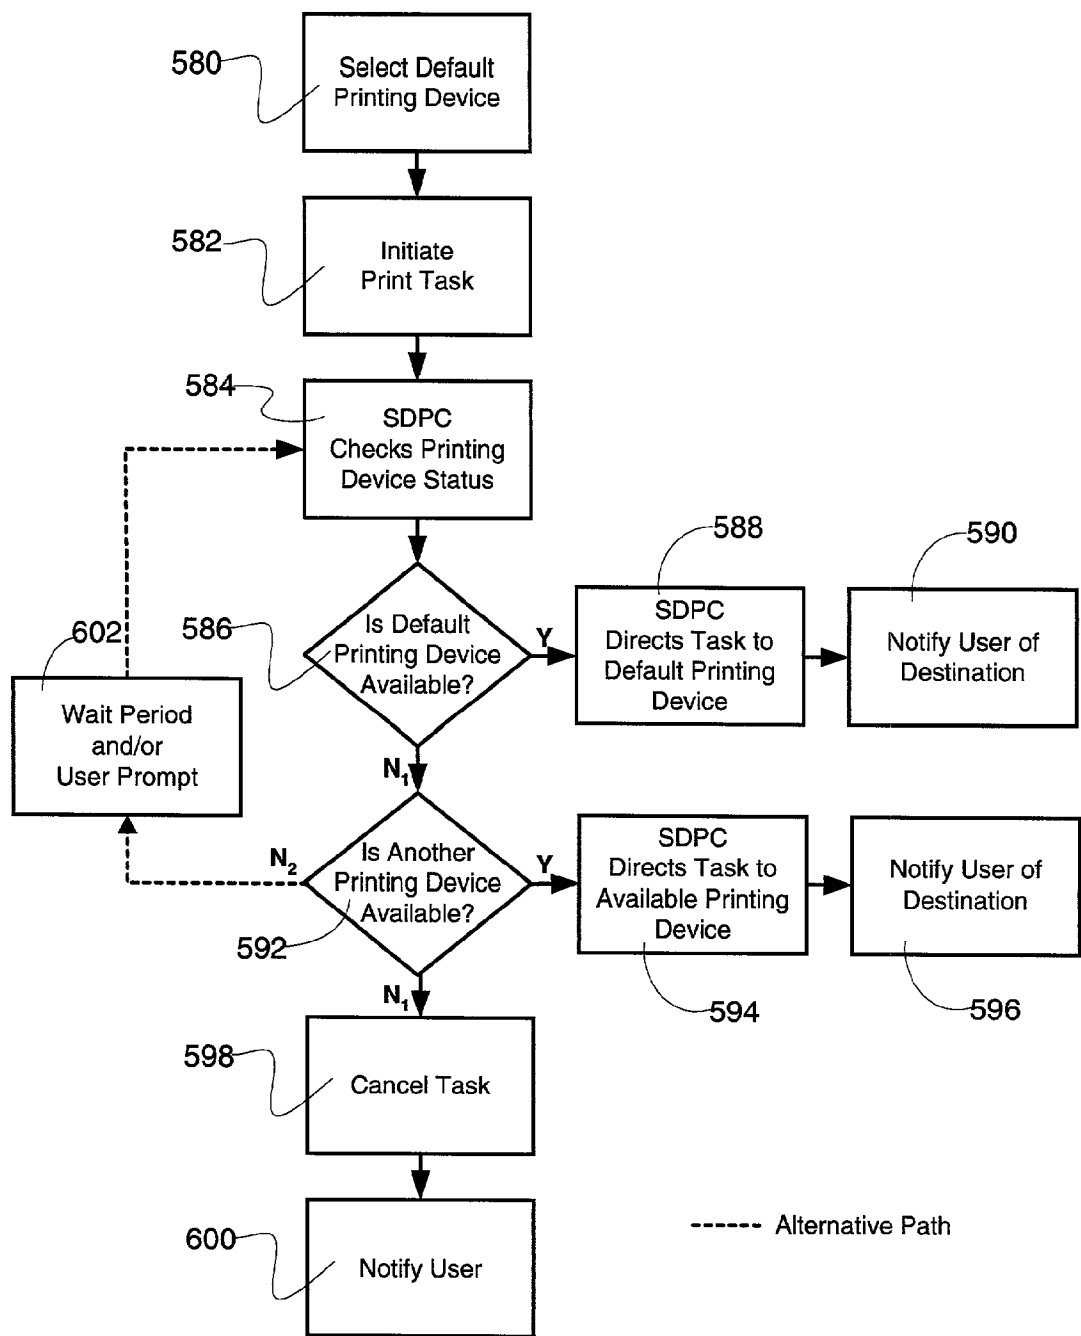 580
Select Default
Printing Device
582
Initiate
Print Task
584
SDPC
Checks Printing
Device Status
586
Is Default
Printing Device
Available?
Y
588
SDPC
Directs Task to
Default Printing
Device
590
Notify User of
Destination
602
Wait Period
and/or
User Prompt
N1
N2
592
Is Another
Printing Device
Available?
Y
SDPC
Directs Task to
Available Printing
Device
594
Notify User of
Destination
596
N1
598
Cancel Task
600
Notify User
Alternative Path